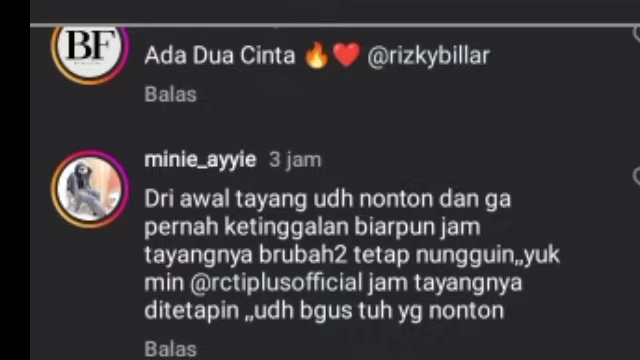 BF
Ada Dua Cinta 🔥❤️ @rizkybillar
Balas
minie_ayyie 3 jam
Dri awal tayang udh nonton dan ga
pernah ketinggalan biarpun jam
tayangnya brubah2 tetap nungguin,,yuk
min @rctiplusofficial jam tayangnya
ditetapin ,,udh bgus tuh yg nonton
Balas